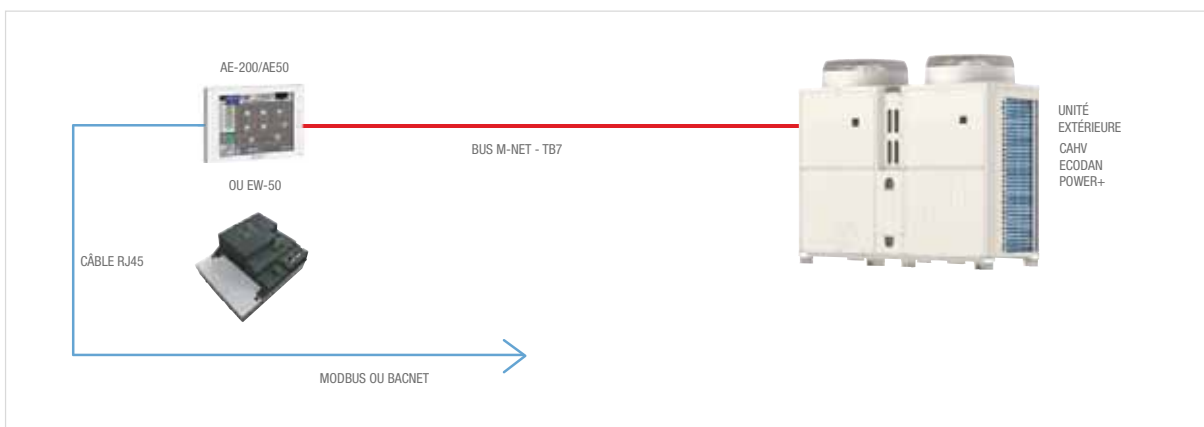 AE-200/AE50
BUS M-NET - TB7
UNITÉ
EXTÉRIEURE
CAHV
ECODAN
POWER+
OU EW-50
CÂBLE RJ45
MODBUS OU BACNET